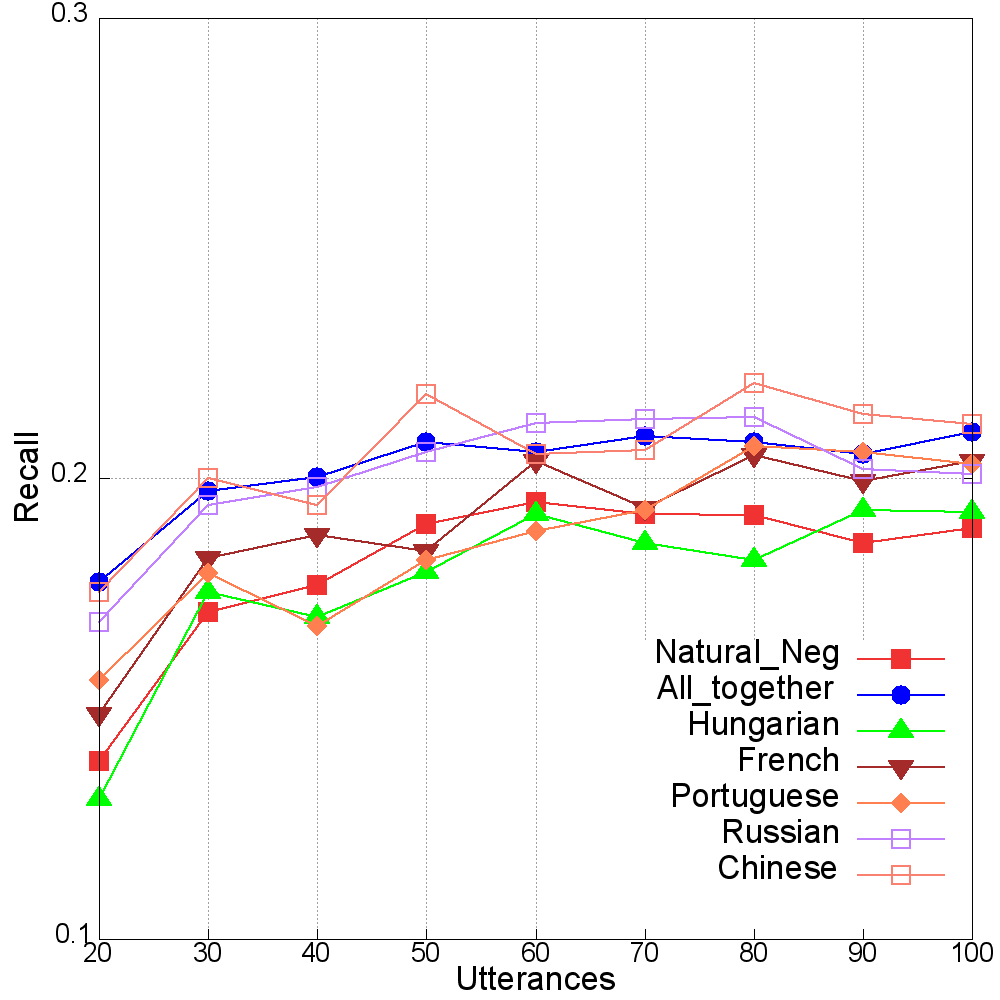 0.3
0.2
0.1
Recall
Natural_Neg
All_together
Hungarian
French
Portuguese
Russian
Chinese
20 30 40 50 60 70 80 90 100
Utterances